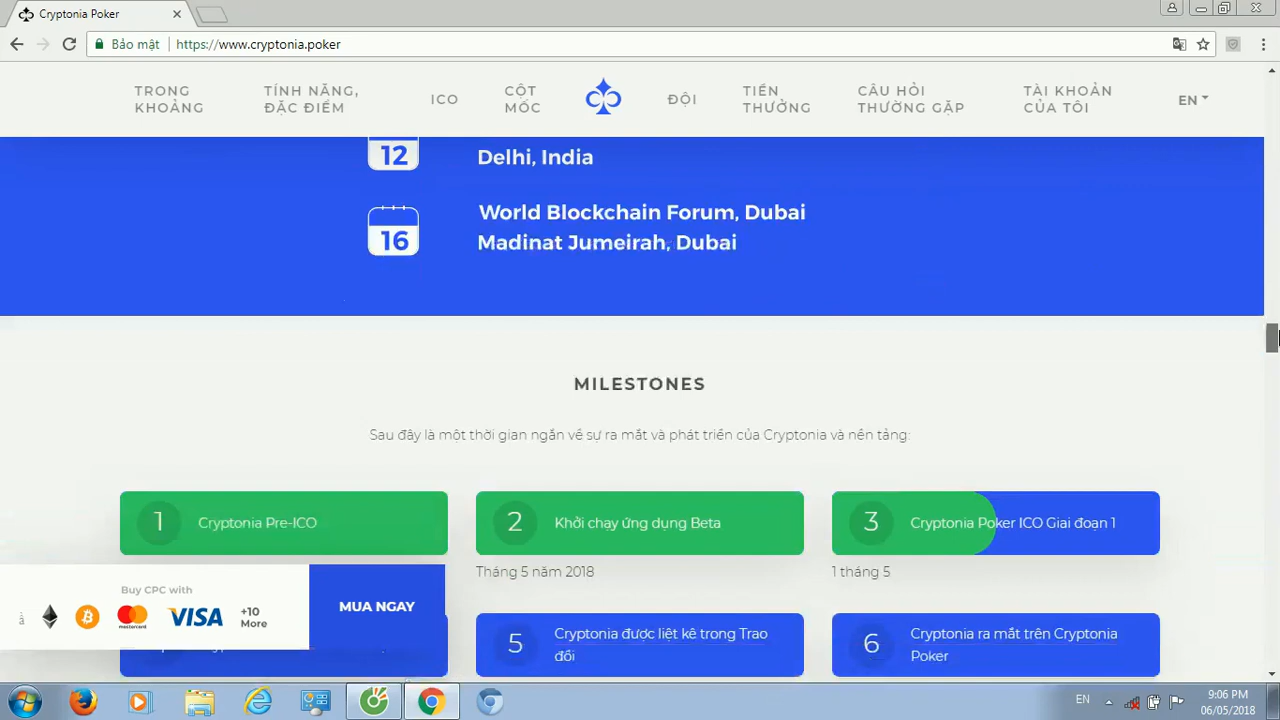 Cryptonia Poker
Bảo mật
https://www.cryptonia.poker
TRONG KHOẢNG
TÍNH NĂNG, ĐẶC ĐIỂM
ICO
CỘT MỐC
ĐỘI
TIỀN THƯỞNG
CÂU HỎI THƯỜNG GẶP
TÀI KHOẢN CỦA TÔI
EN
12
Delhi, India
16
World Blockchain Forum, Dubai
Madinat Jumeirah, Dubai
MILESTONES
Sau đây là một thời gian ngắn về sự ra mắt và phát triển của Cryptonia và nền tảng:
1 Cryptonia Pre-ICO
2 Khởi chạy ứng dụng Beta
3 Cryptonia Poker ICO Giai đoạn 1
Tháng 5 năm 2018
1 tháng 5
Buy CPC with
mastercard
VISA
+10
More
MUA NGAY
5 Cryptonia được liệt kê trong Trao
đổi
6 Cryptonia ra mắt trên Cryptonia
Poker
EN
9:06 PM
06/05/2018